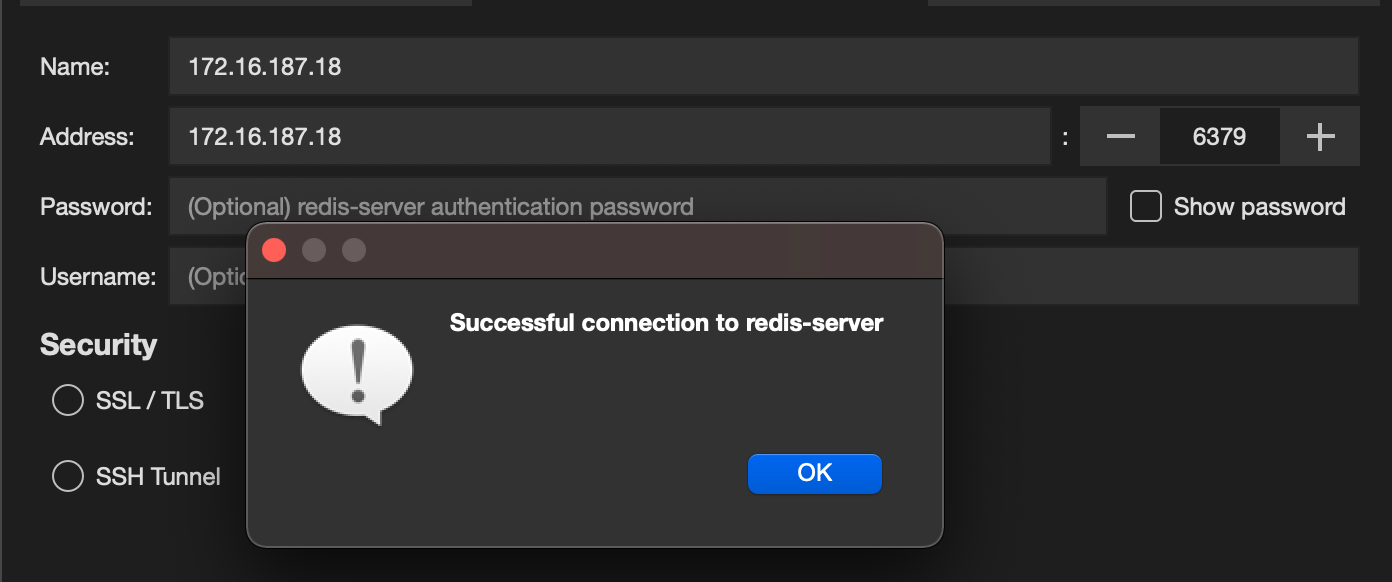 Name: 172.16.187.18
Address: 172.16.187.18 : 6379
Password: (Optional) redis-server authentication password Show password
Username:
Successful connection to redis-server
Security
SSL / TLS
OK
SSH Tunnel